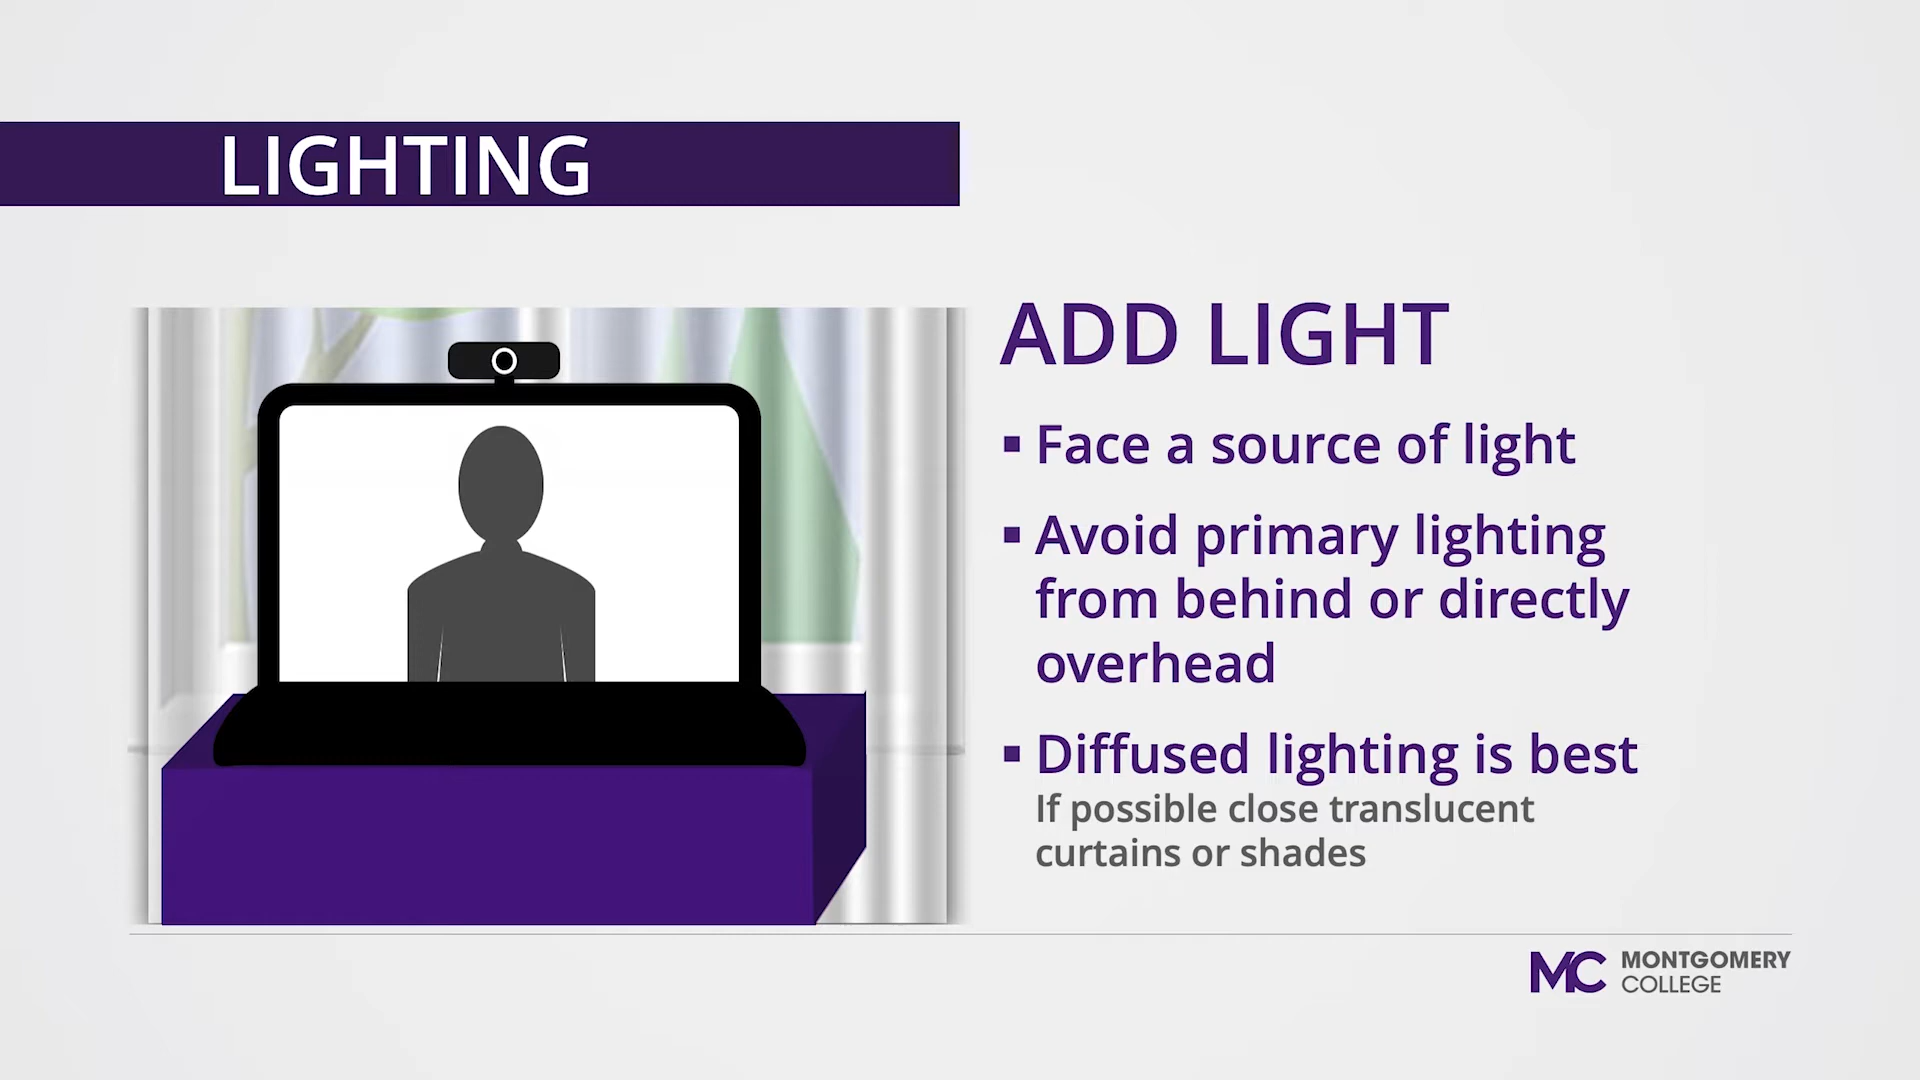 LIGHTING
ADD LIGHT
▪ Face a source of light
▪ Avoid primary lighting
from behind or directly
overhead
▪ Diffused lighting is best
If possible close translucent
curtains or shades
MC MONTGOMERY
COLLEGE